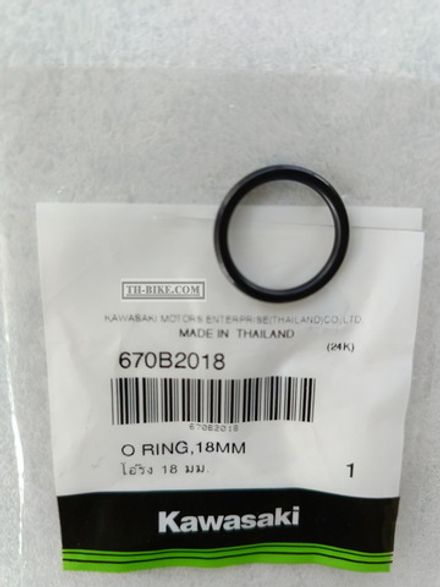 TH-BIKE.COM
KAWASAKI MOTORS ENTERPRISE(THAILAND)CO.,LTD.
MADE IN THAILAND
(24K)
670B2018
670B2018
O RING,18MM
โอริง 18 มม.
1
Kawasaki